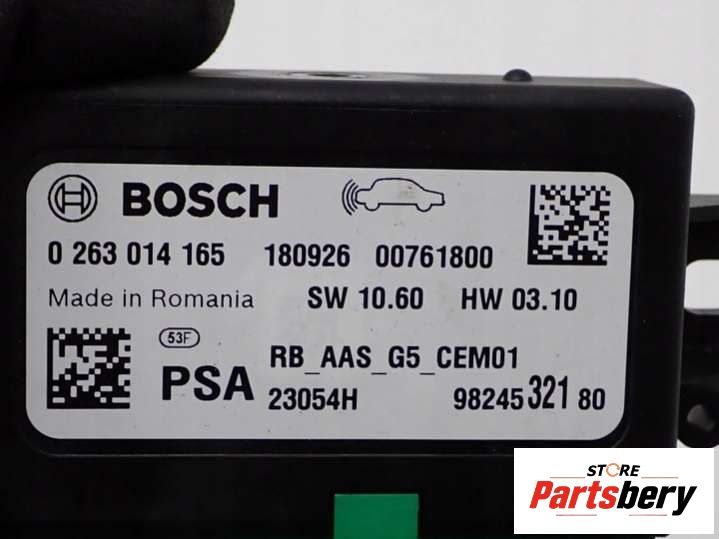 BOSCH
0 263 014 165 180926 00761800
Made in Romania SW 10.60 HW 03.10
53F
PSA RB_AAS_G5_CEM01
23054H 98245 321 80
STORE
Partsbery